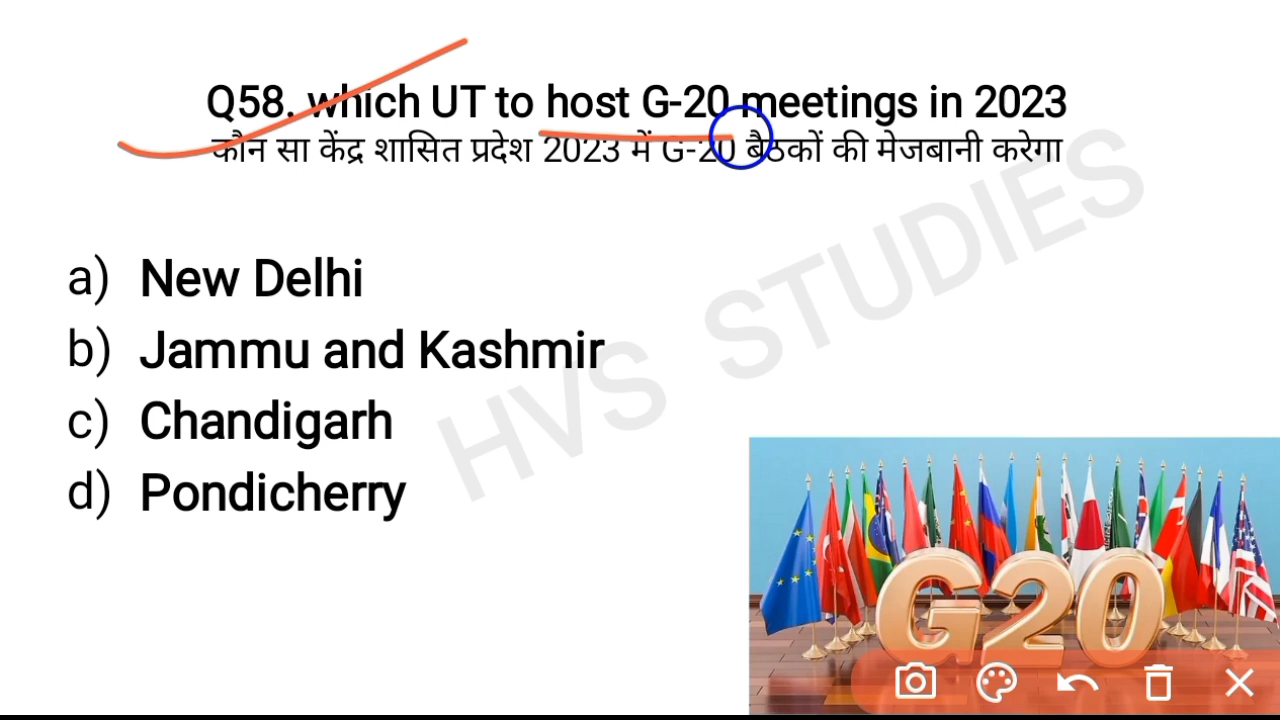 Q58. which UT to host G-20 meetings in 2023
कौन सा केंद्र शासित प्रदेश 2023 में G-20 बैठकों की मेजबानी करेगा
a) New Delhi
b) Jammu and Kashmir
c) Chandigarh
d) Pondicherry
HVS STUDIES
G20